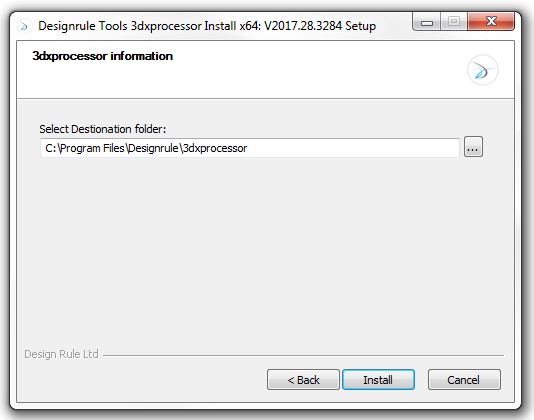 Designrule Tools 3dxprocessor Install x64: V2017.28.3284 Setup
3dxprocessor information
Select Destionation folder:
C:\Program Files\Designrule\3dxprocessor
...
Design Rule Ltd
< Back
Install
Cancel